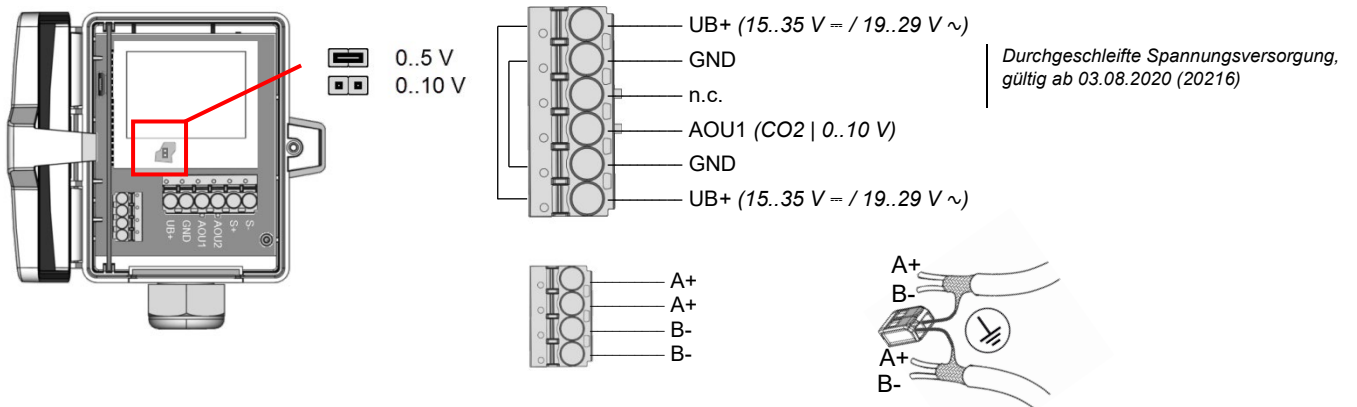 0..5 V
0..10 V
UB+
GND
AOU1
AOU2
S+
S-
UB+ (15..35 V ⎓ / 19..29 V ∿)
GND
n.c.
AOU1 (CO2 | 0..10 V)
GND
UB+ (15..35 V ⎓ / 19..29 V ∿)
Durchgeschleifte Spannungsversorgung,
gültig ab 03.08.2020 (20216)
A+
A+
B-
B-
A+
B-
A+
B-